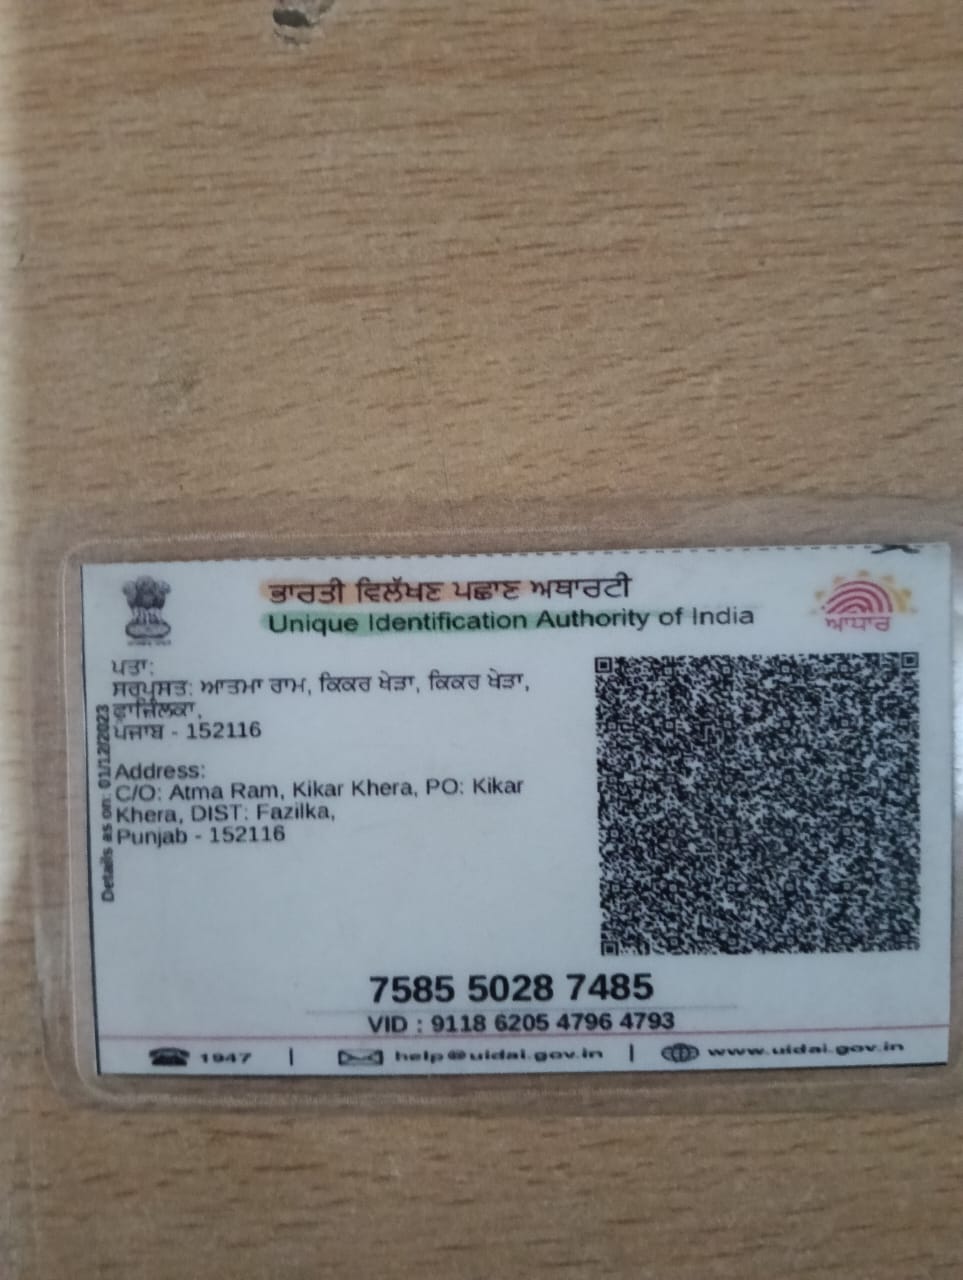 ਭਾਰਤੀ ਵਿਲੱਖਣ ਪਛਾਣ ਅਥਾਰਟੀ
Unique Identification Authority of India
ਆਧਾਰ
ਪਤਾ:
ਸਰਪ੍ਰਸਤ: ਆਤਮਾ ਰਾਮ, ਕਿਕਰ ਖੇੜਾ, ਕਿਕਰ ਖੇੜਾ,
ਫ਼ਾਜ਼ਿਲਕਾ,
ਪੰਜਾਬ - 152116
Address:
C/O: Atma Ram, Kikar Khera, PO: Kikar
Khera, DIST: Fazilka,
Punjab - 152116
Details as on: 01/12/2023
7585 5028 7485
VID : 9118 6205 4796 4793
1947 | help@uidai.gov.in | www.uidai.gov.in